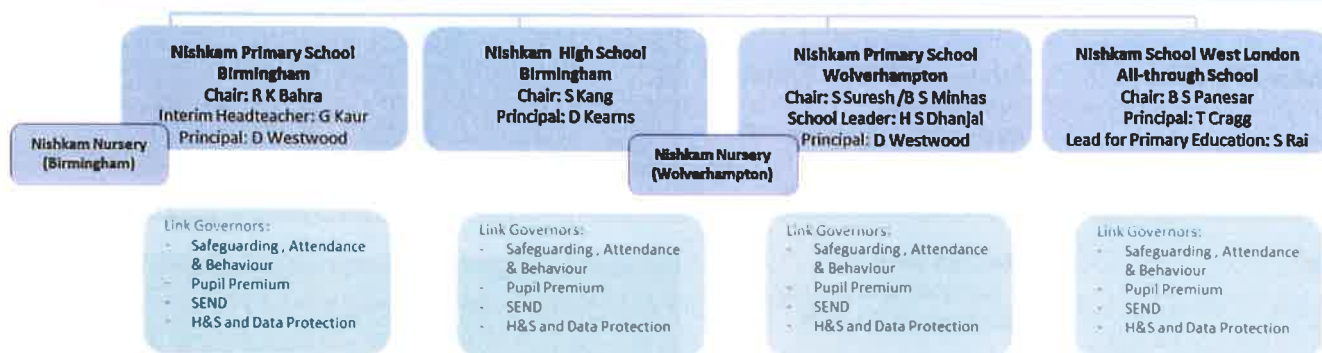 Nishkam Primary School
Birmingham
Chair: R K Bahra
Interim Headteacher: G Kaur
Principal: D Westwood
Nishkam Nursery
(Birmingham)
Nishkam High School
Birmingham
Chair: S Kang
Principal: D Kearns
Nishkam Primary School
Wolverhampton
Chair: S Suresh /B S Minhas
School Leader: H S Dhanjal
Principal: D Westwood
Nishkam Nursery
(Wolverhampton)
Nishkam School West London
All-through School
Chair: B S Panesar
Principal: T Cragg
Lead for Primary Education: S Rai
Link Governors:
- Safeguarding , Attendance
& Behaviour
- Pupil Premium
- SEND
- H&S and Data Protection
Link Governors:
- Safeguarding , Attendance
& Behaviour
- Pupil Premium
- SEND
- H&S and Data Protection
Link Governors:
- Safeguarding , Attendance
& Behaviour
- Pupil Premium
- SEND
- H&S and Data Protection
Link Governors:
- Safeguarding , Attendance
& Behaviour
- Pupil Premium
- SEND
- H&S and Data Protection